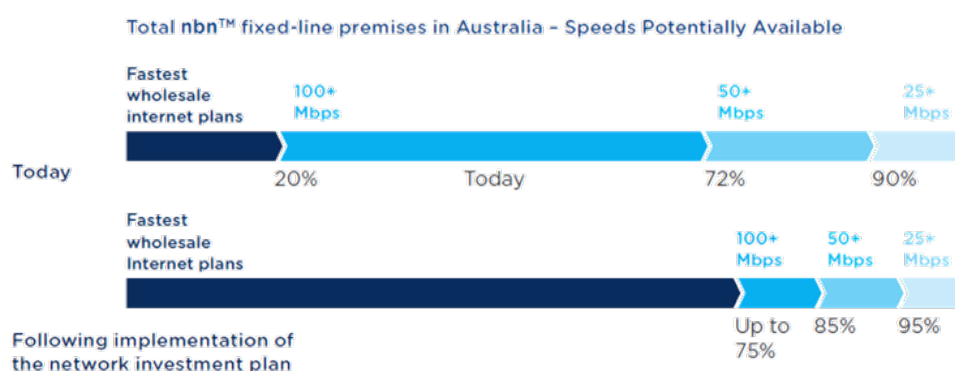 Total nbn™ fixed-line premises in Australia – Speeds Potentially Available
Fastest
wholesale
internet plans
100+
Mbps
50+
Mbps
25+
Mbps
Today
20%
Today
72%
90%
Fastest
wholesale
Internet plans
100+
Mbps
50+
Mbps
25+
Mbps
Up to
75%
85%
95%
Following implementation of
the network investment plan